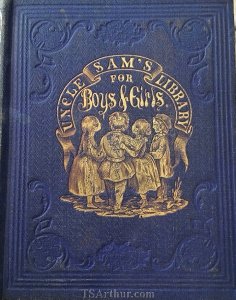 UNCLE SAM'S LIBRARY
FOR
Boys & Girls
TSArthur.com